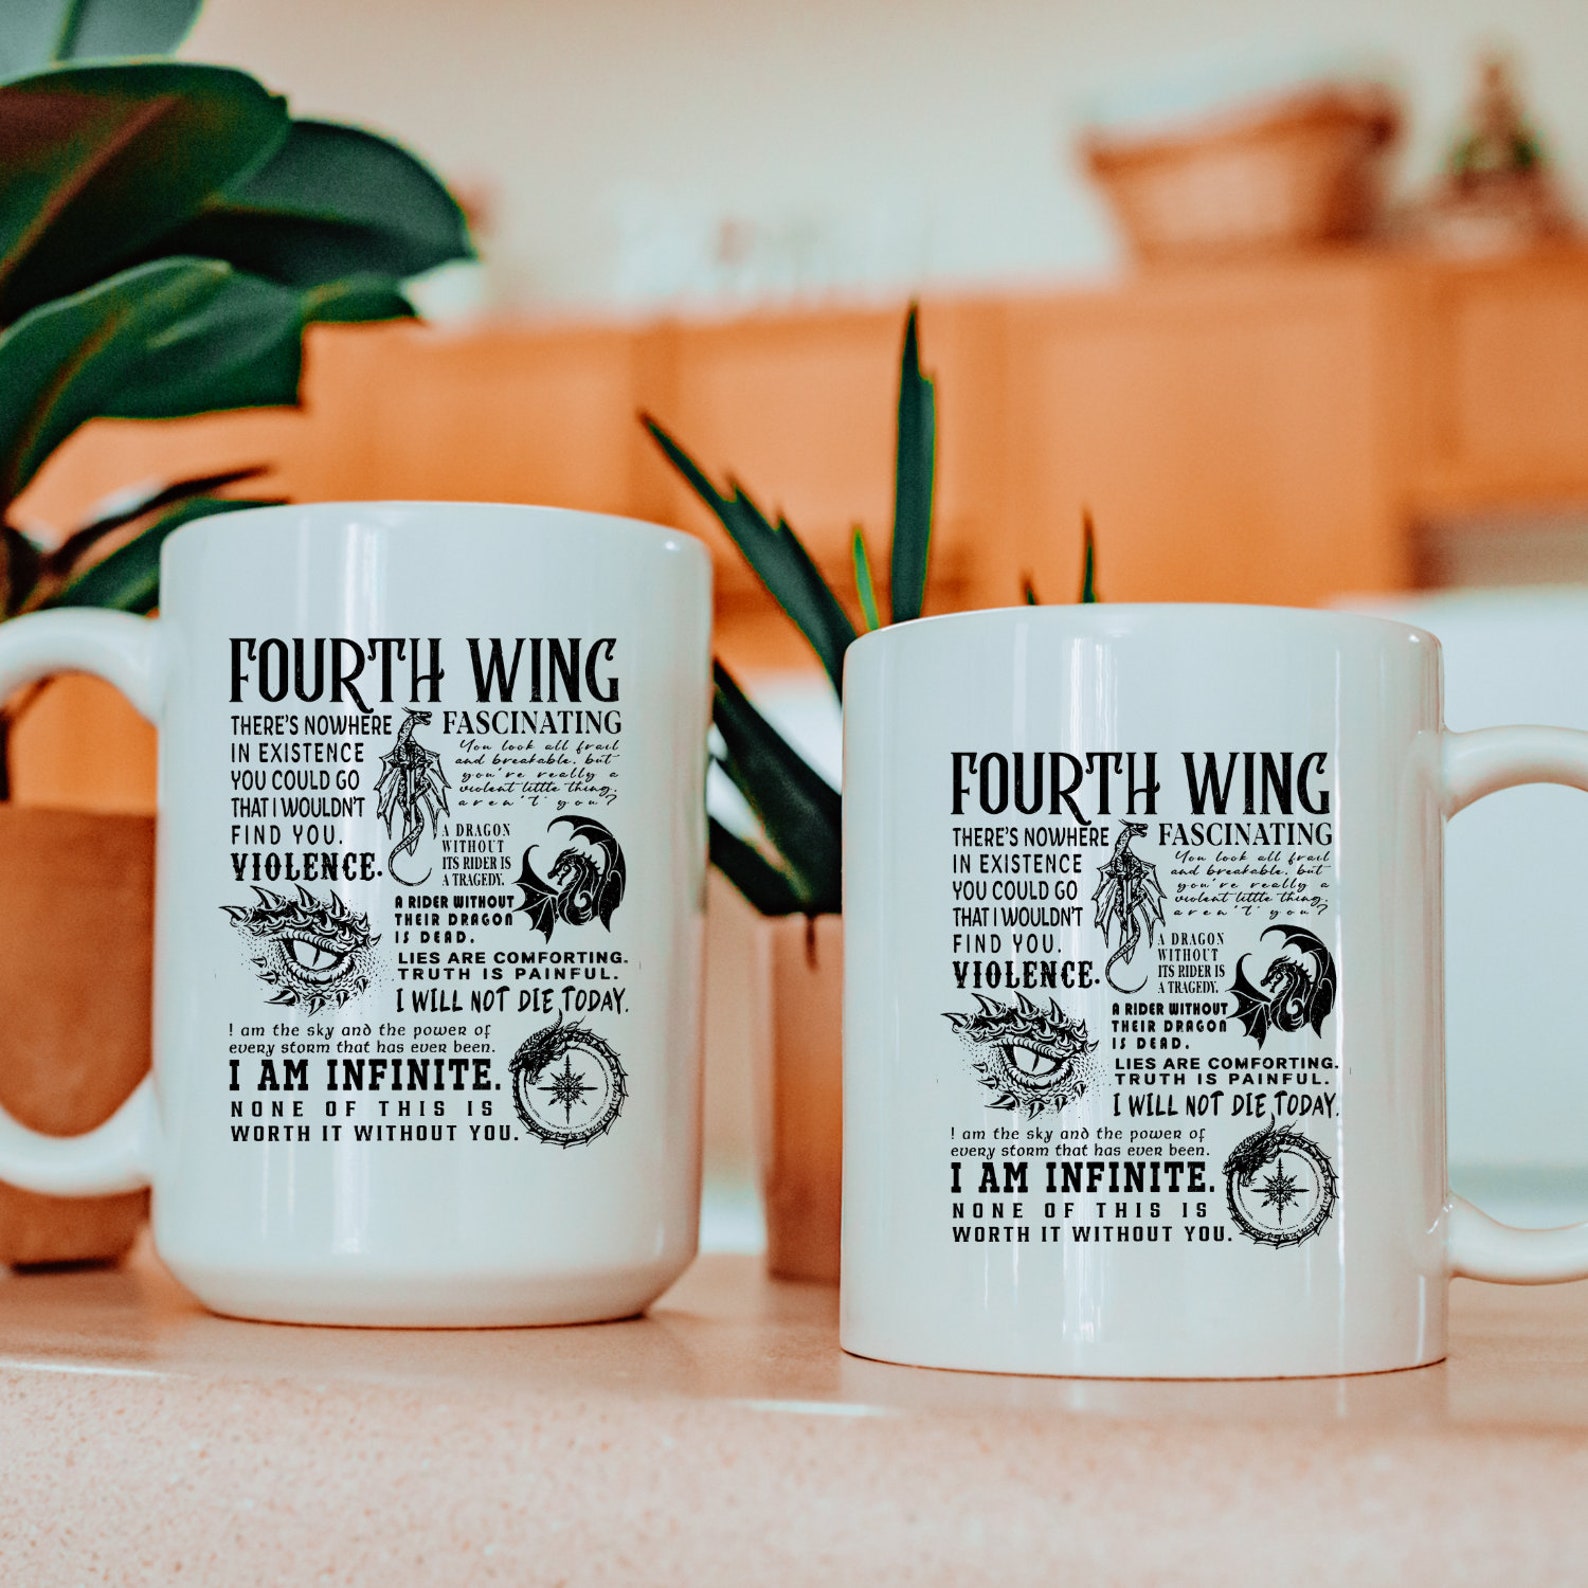 FOURTH WING
THERE'S NOWHERE
IN EXISTENCE
YOU COULD GO
THAT I WOULDN'T
FIND YOU.
VIOLENCE.
FASCINATING
You look all frail
and breakable, but
you're really a
violent little thing,
aren't you?
A DRAGON
WITHOUT
ITS RIDER IS
A TRAGEDY.
A RIDER WITHOUT
THEIR DRAGON
IS DEAD.
LIES ARE COMFORTING.
TRUTH IS PAINFUL.
I WILL NOT DIE TODAY.
I am the sky and the power of
every storm that has ever been.
I AM INFINITE.
NONE OF THIS IS
WORTH IT WITHOUT YOU.
FOURTH WING
THERE'S NOWHERE
IN EXISTENCE
YOU COULD GO
THAT I WOULDN'T
FIND YOU.
VIOLENCE.
FASCINATING
You look all frail
and breakable, but
you're really a
violent little thing,
aren't you?
A DRAGON
WITHOUT
ITS RIDER IS
A TRAGEDY.
A RIDER WITHOUT
THEIR DRAGON
IS DEAD.
LIES ARE COMFORTING.
TRUTH IS PAINFUL.
I WILL NOT DIE TODAY.
I am the sky and the power of
every storm that has ever been.
I AM INFINITE.
NONE OF THIS IS
WORTH IT WITHOUT YOU.